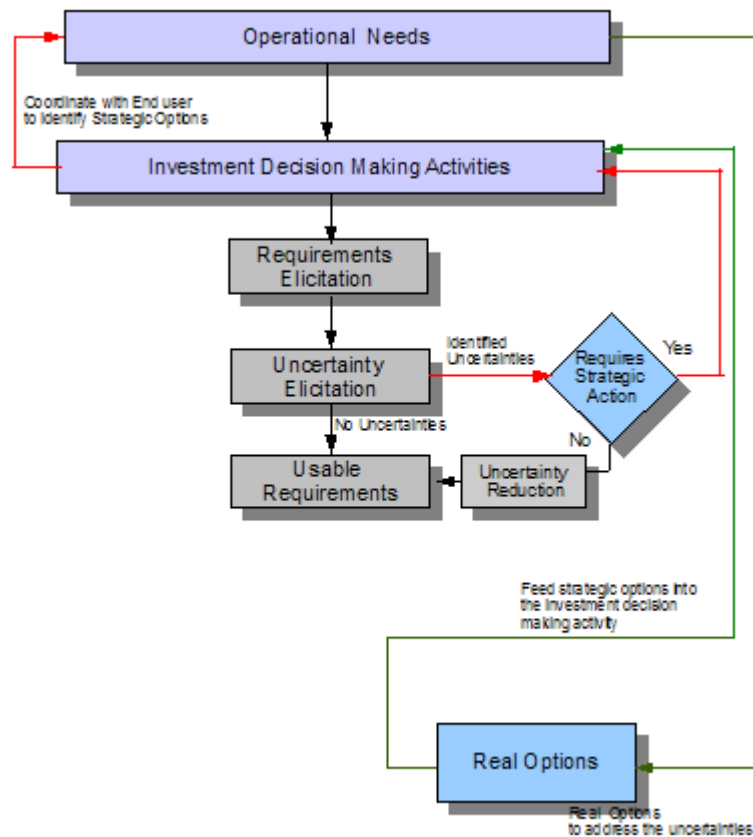 Operational Needs
Coordinate with End user
to Identify Strategic Options
Investment Decision Making Activities
Requirements
Elicitation
Uncertainty
Elicitation
Identified
Uncertainties
Requires
Strategic
Action
Yes
No Uncertainties
No
Usable
Requirements
Uncertainty
Reduction
Feed strategic options into
the investment decision
making activity
Real Options
Real Options
to address the uncertainties